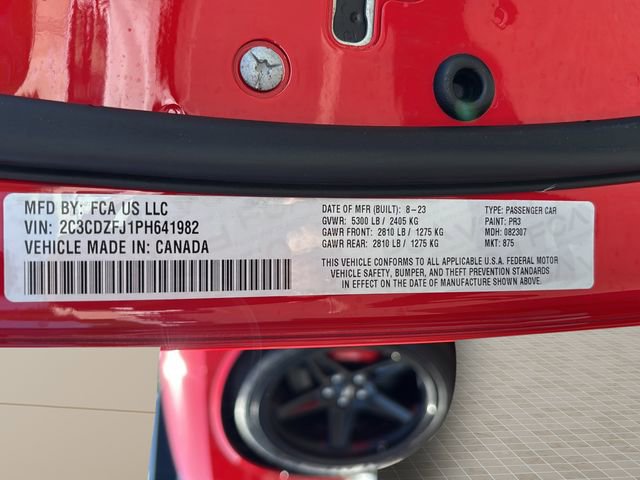 MFD BY: FCA US LLC
VIN: 2C3CDZFJ1PH641982
VEHICLE MADE IN: CANADA
DATE OF MFR (BUILT): 8-23
GVWR: 5300 LB / 2405 KG
GAWR FRONT: 2810 LB / 1275 KG
GAWR REAR: 2810 LB / 1275 KG
TYPE: PASSENGER CAR
PAINT: PR3
MDH: 082307
MKT: 875
THIS VEHICLE CONFORMS TO ALL APPLICABLE U.S.A. FEDERAL MOTOR
VEHICLE SAFETY, BUMPER, AND THEFT PREVENTION STANDARDS
IN EFFECT ON THE DATE OF MANUFACTURE SHOWN ABOVE.